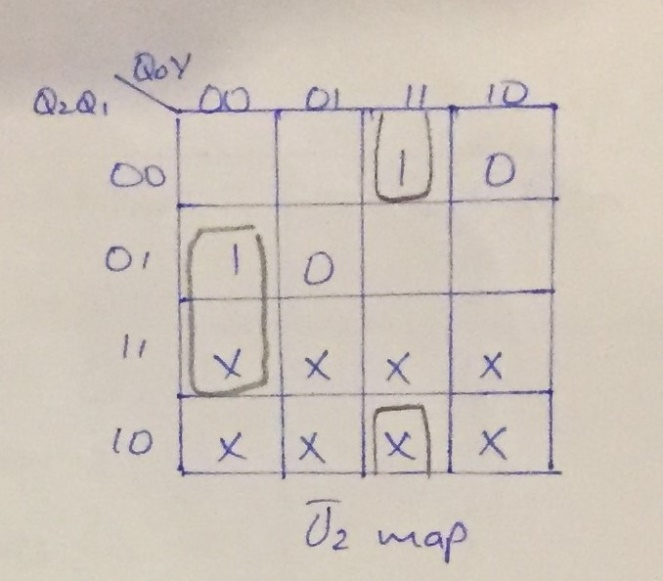 Q₀Y
Q₂Q₁ 00 01 11 10
00 1 0
01 1 0
11 X X X X
10 X X X X
J̅₂ map